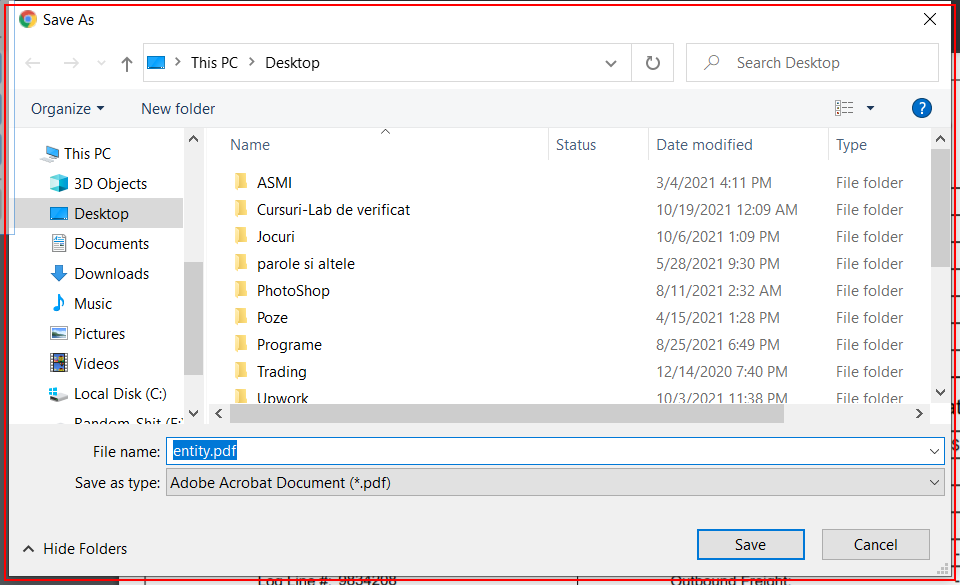 Save As
This PC > Desktop
Search Desktop
Organize
New folder
?
This PC
3D Objects
Desktop
Documents
Downloads
Music
Pictures
Videos
Local Disk (C:)
Random-Shit (E:
Name Status Date modified Type
ASMI 3/4/2021 4:11 PM File folder
Cursuri-Lab de verificat 10/19/2021 12:09 AM File folder
Jocuri 10/6/2021 1:09 PM File folder
parole si altele 5/28/2021 9:30 PM File folder
PhotoShop 8/11/2021 2:32 AM File folder
Poze 4/15/2021 1:28 PM File folder
Programe 8/25/2021 6:49 PM File folder
Trading 12/14/2020 7:40 PM File folder
Upwork 10/3/2021 11:38 PM File folder
File name: entity.pdf
Save as type: Adobe Acrobat Document (*.pdf)
Hide Folders
Save
Cancel
Log Line #: 9834208
Outbound Freight: